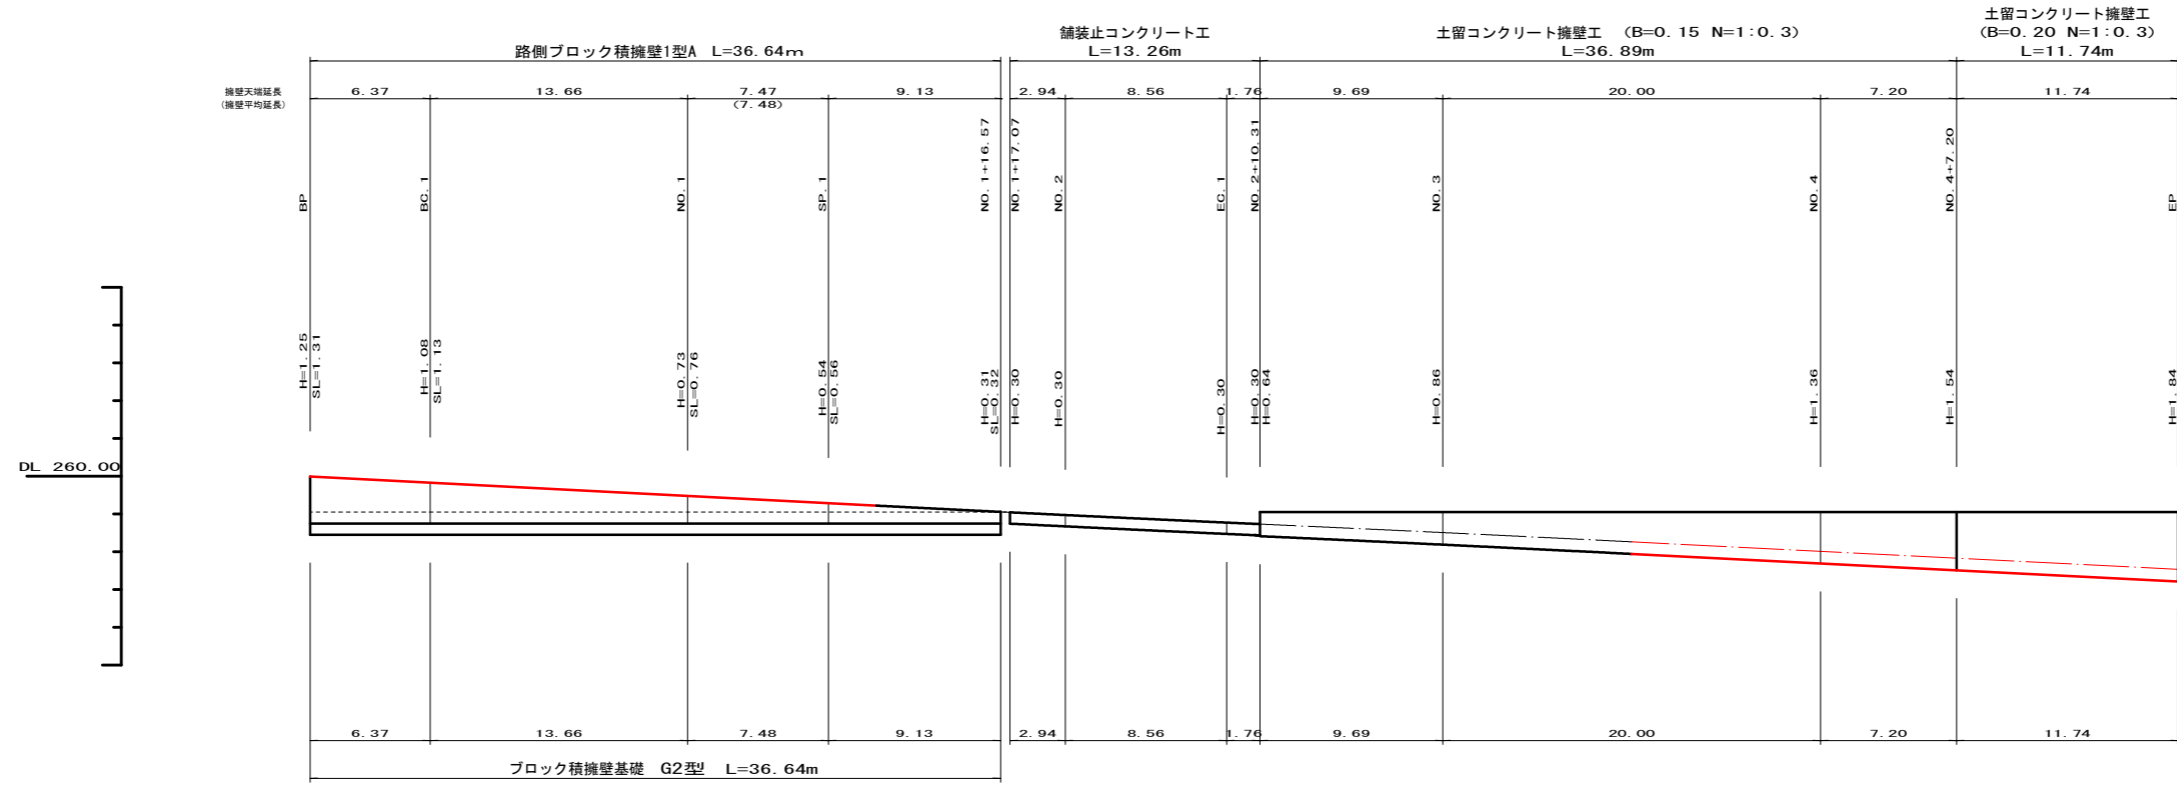 路側ブロック積擁壁1型A L=36.64m
舗装止コンクリート工
L=13.26m
土留コンクリート擁壁工 (B=0.15 N=1:0.3)
L=36.89m
土留コンクリート擁壁工
(B=0.20 N=1:0.3)
L=11.74m
擁壁天端延長
(擁壁平均延長)
6.37 13.66 7.47 9.13 2.94 8.56 1.76 9.69 20.00 7.20 11.74
(7.48)
BP
BC.1
NO.1
SP.1
NO.1+16.57
NO.1+17.07
NO.2
EC.1
NO.2+10.31
NO.3
NO.4
NO.4+7.20
EP
H=1.25
SL=1.31
H=1.08
SL=1.13
H=0.73
SL=0.76
H=0.54
SL=0.56
H=0.31
SL=0.32
H=0.30
H=0.30
H=0.30
H=0.30
H=0.64
H=0.86
H=1.36
H=1.54
H=1.84
DL 260.00
6.37 13.66 7.48 9.13 2.94 8.56 1.76 9.69 20.00 7.20 11.74
ブロック積擁壁基礎 G2型 L=36.64m